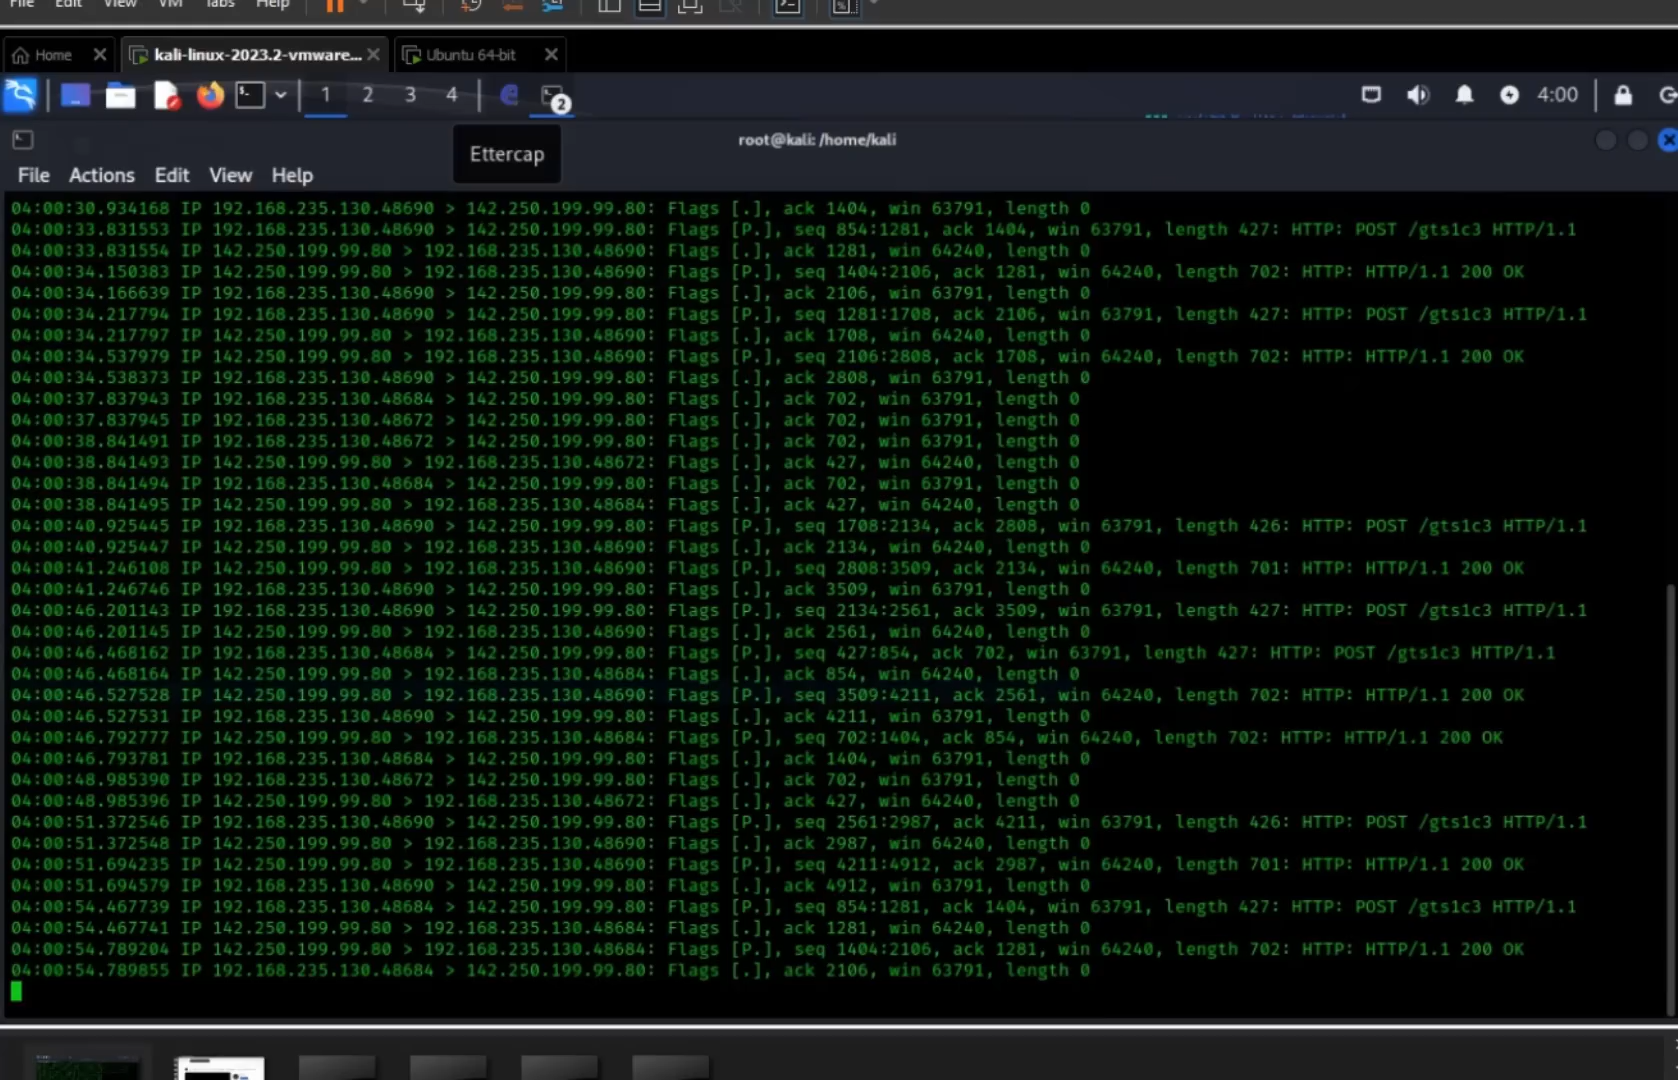 File Edit View VM Tabs Help
Home kali-linux-2023.2-vmware... Ubuntu 64-bit
1 2 3 4 2 4:00
Ettercap
root@kali: /home/kali
File Actions Edit View Help
04:00:30.934168 IP 192.168.235.130.48690 > 142.250.199.99.80: Flags [.], ack 1404, win 63791, length 0
04:00:33.831553 IP 192.168.235.130.48690 > 142.250.199.99.80: Flags [P.], seq 854:1281, ack 1404, win 63791, length 427: HTTP: POST /gts1c3 HTTP/1.1
04:00:33.831554 IP 142.250.199.99.80 > 192.168.235.130.48690: Flags [.], ack 1281, win 64240, length 0
04:00:34.150383 IP 142.250.199.99.80 > 192.168.235.130.48690: Flags [P.], seq 1404:2106, ack 1281, win 64240, length 702: HTTP: HTTP/1.1 200 OK
04:00:34.166639 IP 192.168.235.130.48690 > 142.250.199.99.80: Flags [.], ack 2106, win 63791, length 0
04:00:34.217794 IP 192.168.235.130.48690 > 142.250.199.99.80: Flags [P.], seq 1281:1708, ack 2106, win 63791, length 427: HTTP: POST /gts1c3 HTTP/1.1
04:00:34.217797 IP 142.250.199.99.80 > 192.168.235.130.48690: Flags [.], ack 1708, win 64240, length 0
04:00:34.537979 IP 142.250.199.99.80 > 192.168.235.130.48690: Flags [P.], seq 2106:2808, ack 1708, win 64240, length 702: HTTP: HTTP/1.1 200 OK
04:00:34.538373 IP 192.168.235.130.48690 > 142.250.199.99.80: Flags [.], ack 2808, win 63791, length 0
04:00:37.837943 IP 192.168.235.130.48684 > 142.250.199.99.80: Flags [.], ack 702, win 63791, length 0
04:00:37.837945 IP 192.168.235.130.48672 > 142.250.199.99.80: Flags [.], ack 702, win 63791, length 0
04:00:38.841491 IP 192.168.235.130.48672 > 142.250.199.99.80: Flags [.], ack 702, win 63791, length 0
04:00:38.841493 IP 142.250.199.99.80 > 192.168.235.130.48672: Flags [.], ack 427, win 64240, length 0
04:00:38.841494 IP 192.168.235.130.48684 > 142.250.199.99.80: Flags [.], ack 702, win 63791, length 0
04:00:38.841495 IP 142.250.199.99.80 > 192.168.235.130.48684: Flags [.], ack 427, win 64240, length 0
04:00:40.925445 IP 192.168.235.130.48690 > 142.250.199.99.80: Flags [P.], seq 1708:2134, ack 2808, win 63791, length 426: HTTP: POST /gts1c3 HTTP/1.1
04:00:40.925447 IP 142.250.199.99.80 > 192.168.235.130.48690: Flags [.], ack 2134, win 64240, length 0
04:00:41.246108 IP 142.250.199.99.80 > 192.168.235.130.48690: Flags [P.], seq 2808:3509, ack 2134, win 64240, length 701: HTTP: HTTP/1.1 200 OK
04:00:41.246746 IP 192.168.235.130.48690 > 142.250.199.99.80: Flags [.], ack 3509, win 63791, length 0
04:00:46.201143 IP 192.168.235.130.48690 > 142.250.199.99.80: Flags [P.], seq 2134:2561, ack 3509, win 63791, length 427: HTTP: POST /gts1c3 HTTP/1.1
04:00:46.201145 IP 142.250.199.99.80 > 192.168.235.130.48690: Flags [.], ack 2561, win 64240, length 0
04:00:46.468162 IP 192.168.235.130.48684 > 142.250.199.99.80: Flags [P.], seq 427:854, ack 702, win 63791, length 427: HTTP: POST /gts1c3 HTTP/1.1
04:00:46.468164 IP 142.250.199.99.80 > 192.168.235.130.48684: Flags [.], ack 854, win 64240, length 0
04:00:46.527528 IP 142.250.199.99.80 > 192.168.235.130.48690: Flags [P.], seq 3509:4211, ack 2561, win 64240, length 702: HTTP: HTTP/1.1 200 OK
04:00:46.527531 IP 192.168.235.130.48690 > 142.250.199.99.80: Flags [.], ack 4211, win 63791, length 0
04:00:46.792777 IP 142.250.199.99.80 > 192.168.235.130.48684: Flags [P.], seq 702:1404, ack 854, win 64240, length 702: HTTP: HTTP/1.1 200 OK
04:00:46.793781 IP 192.168.235.130.48684 > 142.250.199.99.80: Flags [.], ack 1404, win 63791, length 0
04:00:48.985390 IP 192.168.235.130.48672 > 142.250.199.99.80: Flags [.], ack 702, win 63791, length 0
04:00:48.985396 IP 142.250.199.99.80 > 192.168.235.130.48672: Flags [.], ack 427, win 64240, length 0
04:00:51.372546 IP 192.168.235.130.48690 > 142.250.199.99.80: Flags [P.], seq 2561:2987, ack 4211, win 63791, length 426: HTTP: POST /gts1c3 HTTP/1.1
04:00:51.372548 IP 142.250.199.99.80 > 192.168.235.130.48690: Flags [.], ack 2987, win 64240, length 0
04:00:51.694235 IP 142.250.199.99.80 > 192.168.235.130.48690: Flags [P.], seq 4211:4912, ack 2987, win 64240, length 701: HTTP: HTTP/1.1 200 OK
04:00:51.694579 IP 192.168.235.130.48690 > 142.250.199.99.80: Flags [.], ack 4912, win 63791, length 0
04:00:54.467739 IP 192.168.235.130.48684 > 142.250.199.99.80: Flags [P.], seq 854:1281, ack 1404, win 63791, length 427: HTTP: POST /gts1c3 HTTP/1.1
04:00:54.467741 IP 142.250.199.99.80 > 192.168.235.130.48684: Flags [.], ack 1281, win 64240, length 0
04:00:54.789204 IP 142.250.199.99.80 > 192.168.235.130.48684: Flags [P.], seq 1404:2106, ack 1281, win 64240, length 702: HTTP: HTTP/1.1 200 OK
04:00:54.789855 IP 192.168.235.130.48684 > 142.250.199.99.80: Flags [.], ack 2106, win 63791, length 0